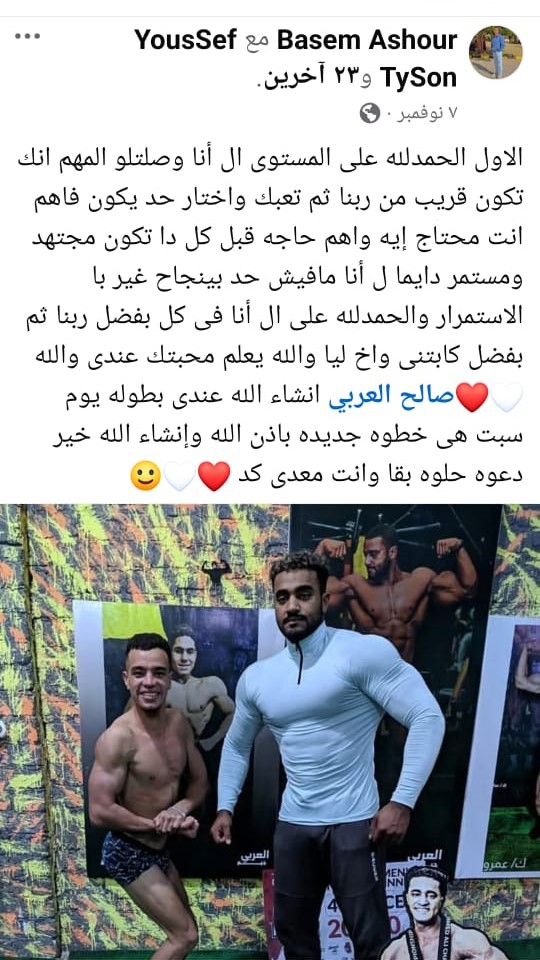 Basem Ashour مع YousSef
TySon و٢٣ آخرين.
٧ نوفمبر ·
الاول الحمدلله على المستوى ال أنا وصلتلو المهم انك
تكون قريب من ربنا ثم تعبك واختار حد يكون فاهم
انت محتاج إيه واهم حاجه قبل كل دا تكون مجتهد
ومستمر دايما ل أنا مافيش حد بينجاح غير با
الاستمرار والحمدلله على ال أنا فى كل بفضل ربنا ثم
بفضل كابتنى واخ ليا والله يعلم محبتك عندى والله
🤍❤️صالح العربي انشاء الله عندى بطوله يوم
سبت هى خطوه جديده باذن الله وإنشاء الله خير
دعوه حلوه بقا وانت معدى كد ❤️🤍🙂
العربي
العربي
ك/ عمرو